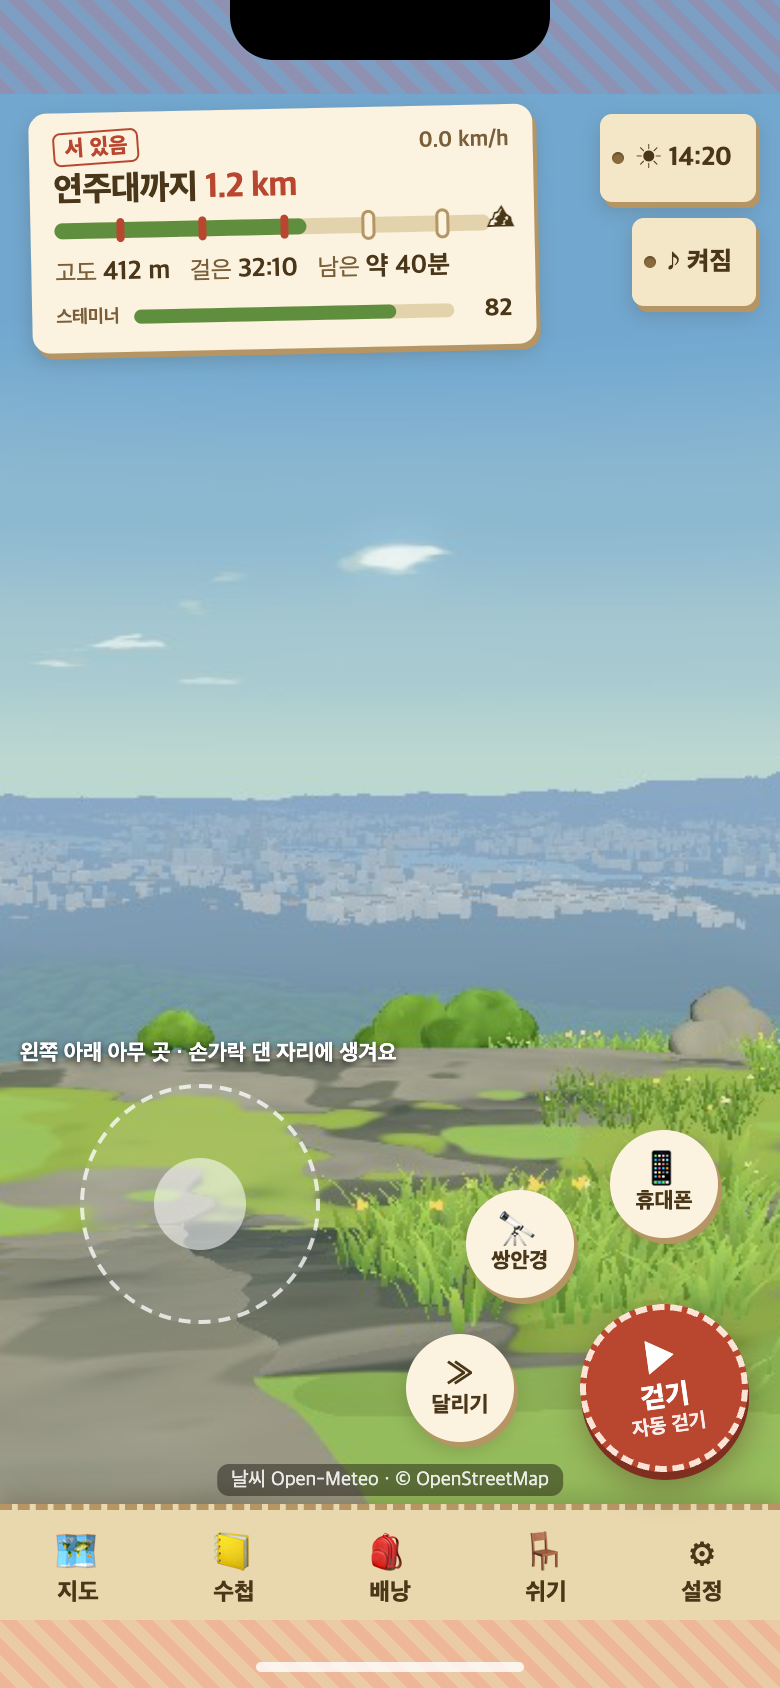 서 있음
0.0 km/h
연주대까지 1.2 km
고도 412 m 걸은 32:10 남은 약 40분
스테미너 82
14:20
♪ 켜짐
왼쪽 아래 아무 곳 · 손가락 댄 자리에 생겨요
휴대폰
쌍안경
달리기
걷기
자동 걷기
날씨 Open-Meteo · © OpenStreetMap
지도
수첩
배낭
쉬기
설정